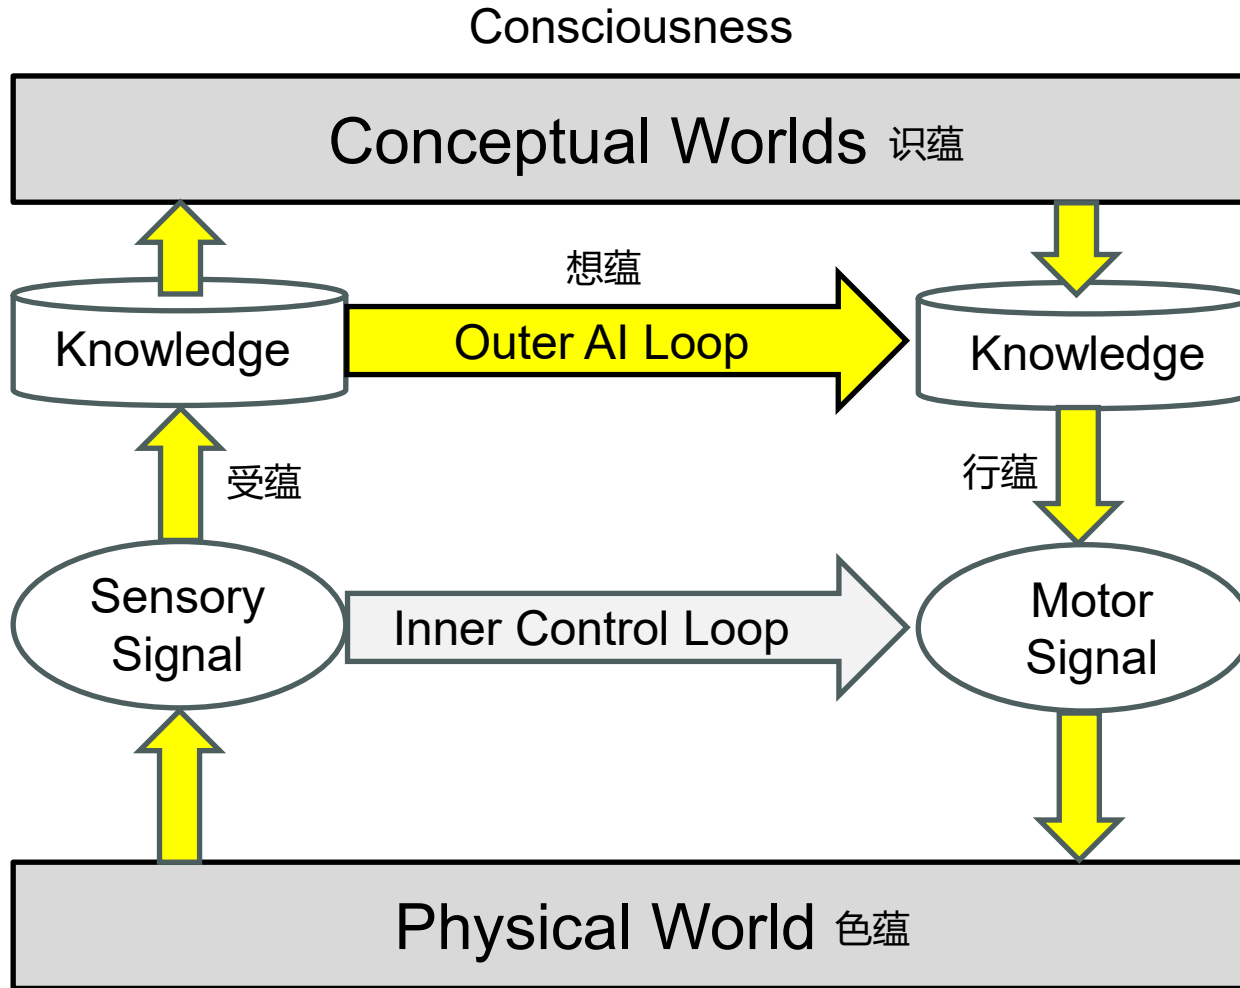 Consciousness
Conceptual Worlds 识蕴
想蕴
Knowledge
Outer AI Loop
Knowledge
受蕴
行蕴
Sensory
Signal
Inner Control Loop
Motor
Signal
Physical World 色蕴